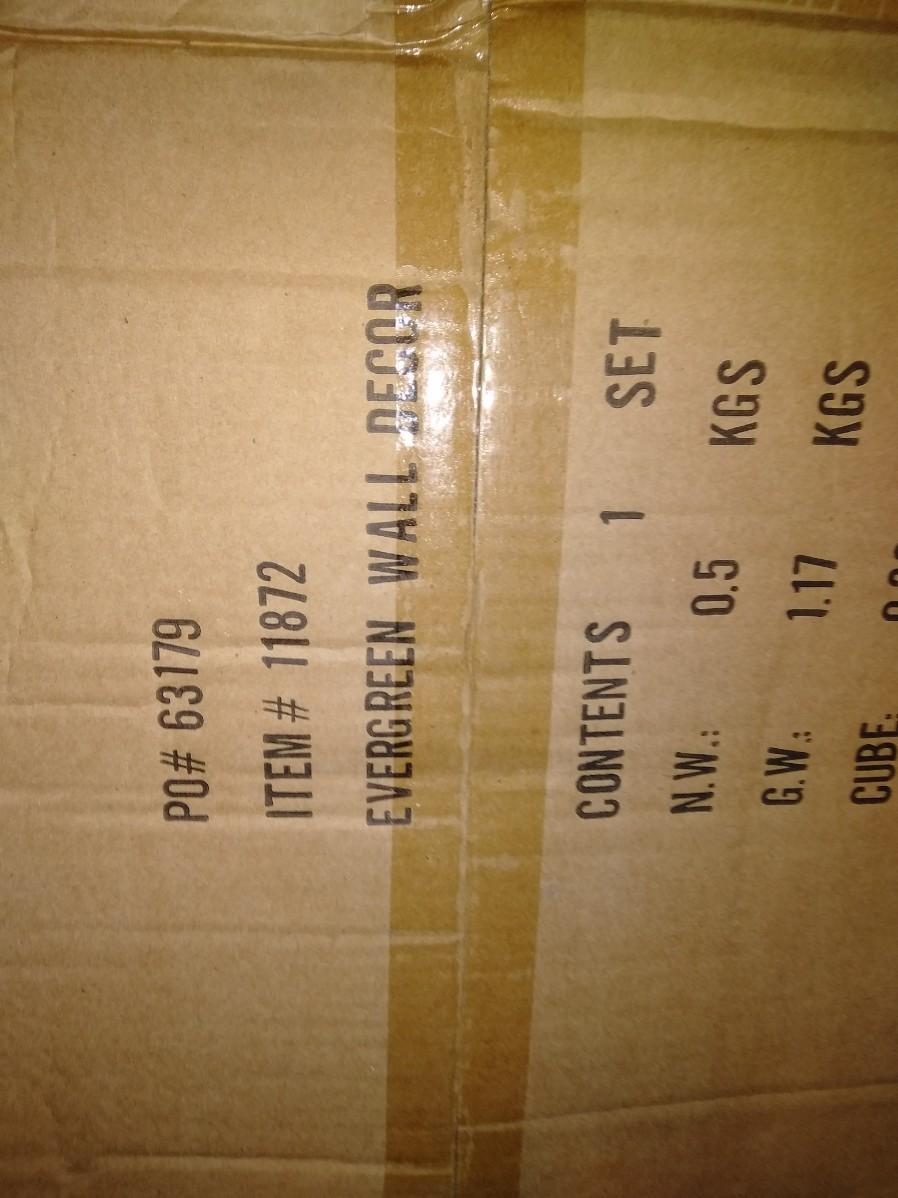 PO# 63179
ITEM # 11872
EVERGREEN WALL DECOR
CONTENTS 1 SET
N.W.: 0.5 KGS
G.W.: 1.17 KGS
CUBE: